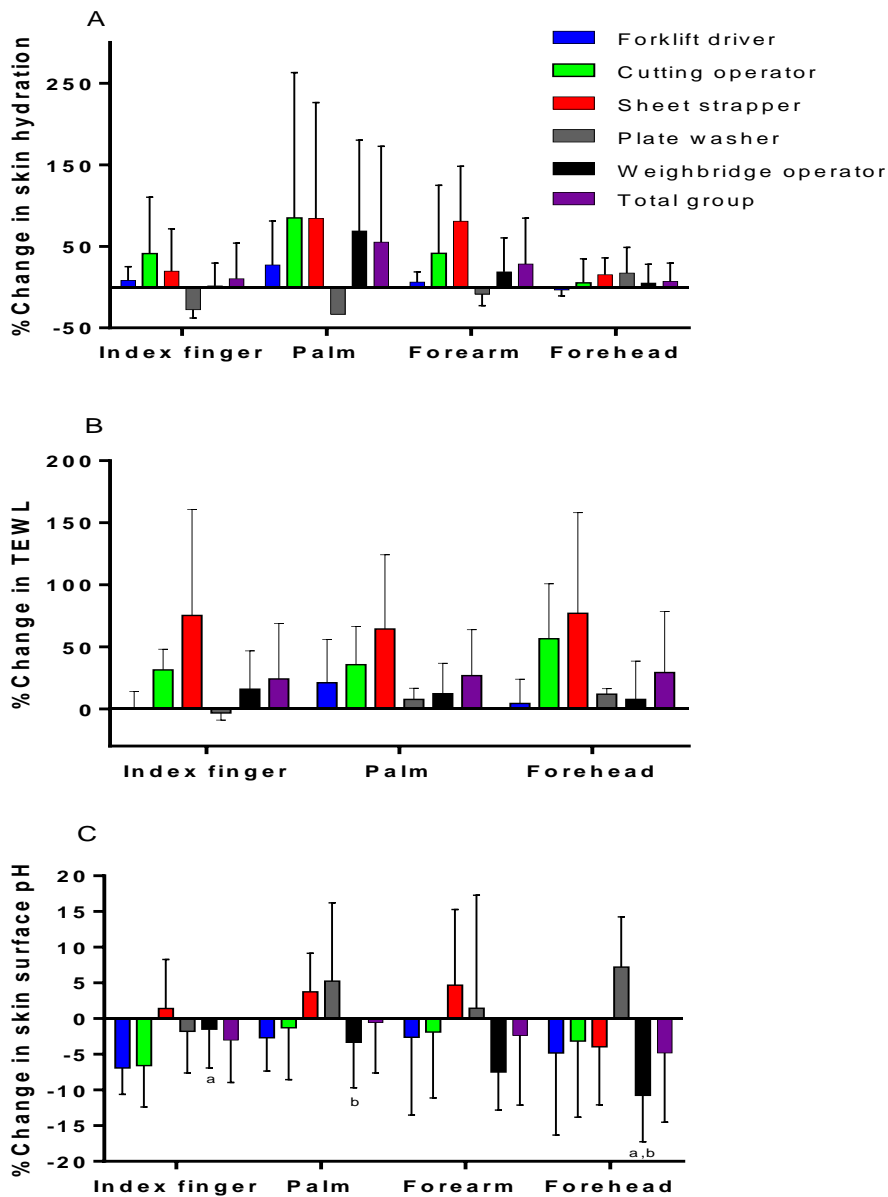 A
%Change in skin hydration
250
150
50
-50
Index finger
Palm
Forearm
Forehead
Forklift driver
Cutting operator
Sheet strapper
Plate washer
Weighbridge operator
Total group
B
%Change in TEWL
200
150
100
50
0
Index finger
Palm
Forehead
C
%Change in skin surface pH
20
15
10
5
0
-5
-10
-15
-20
a
b
a,b
Index finger
Palm
Forearm
Forehead